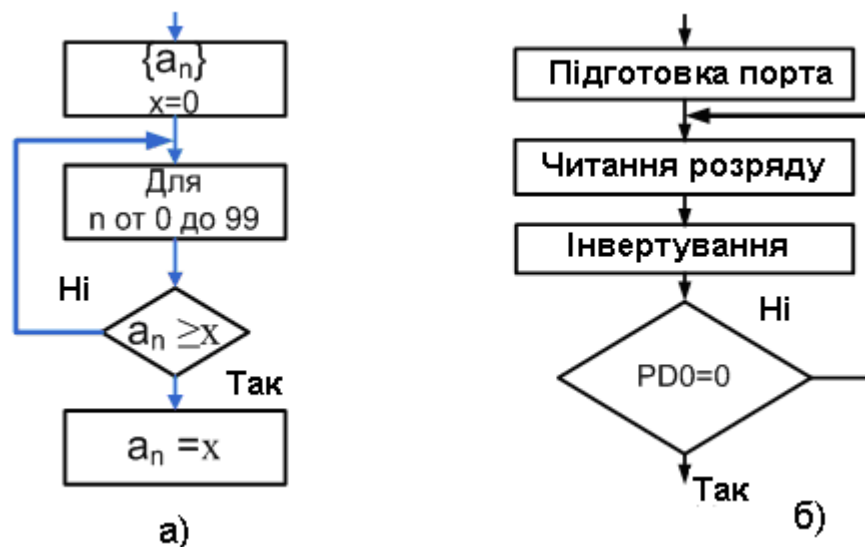 {aₙ}
x=0
Для
n от 0 до 99
Ні
aₙ ≥x
Так
aₙ =x
а)
Підготовка порта
Читання розряду
Інвертування
Ні
PD0=0
Так
б)